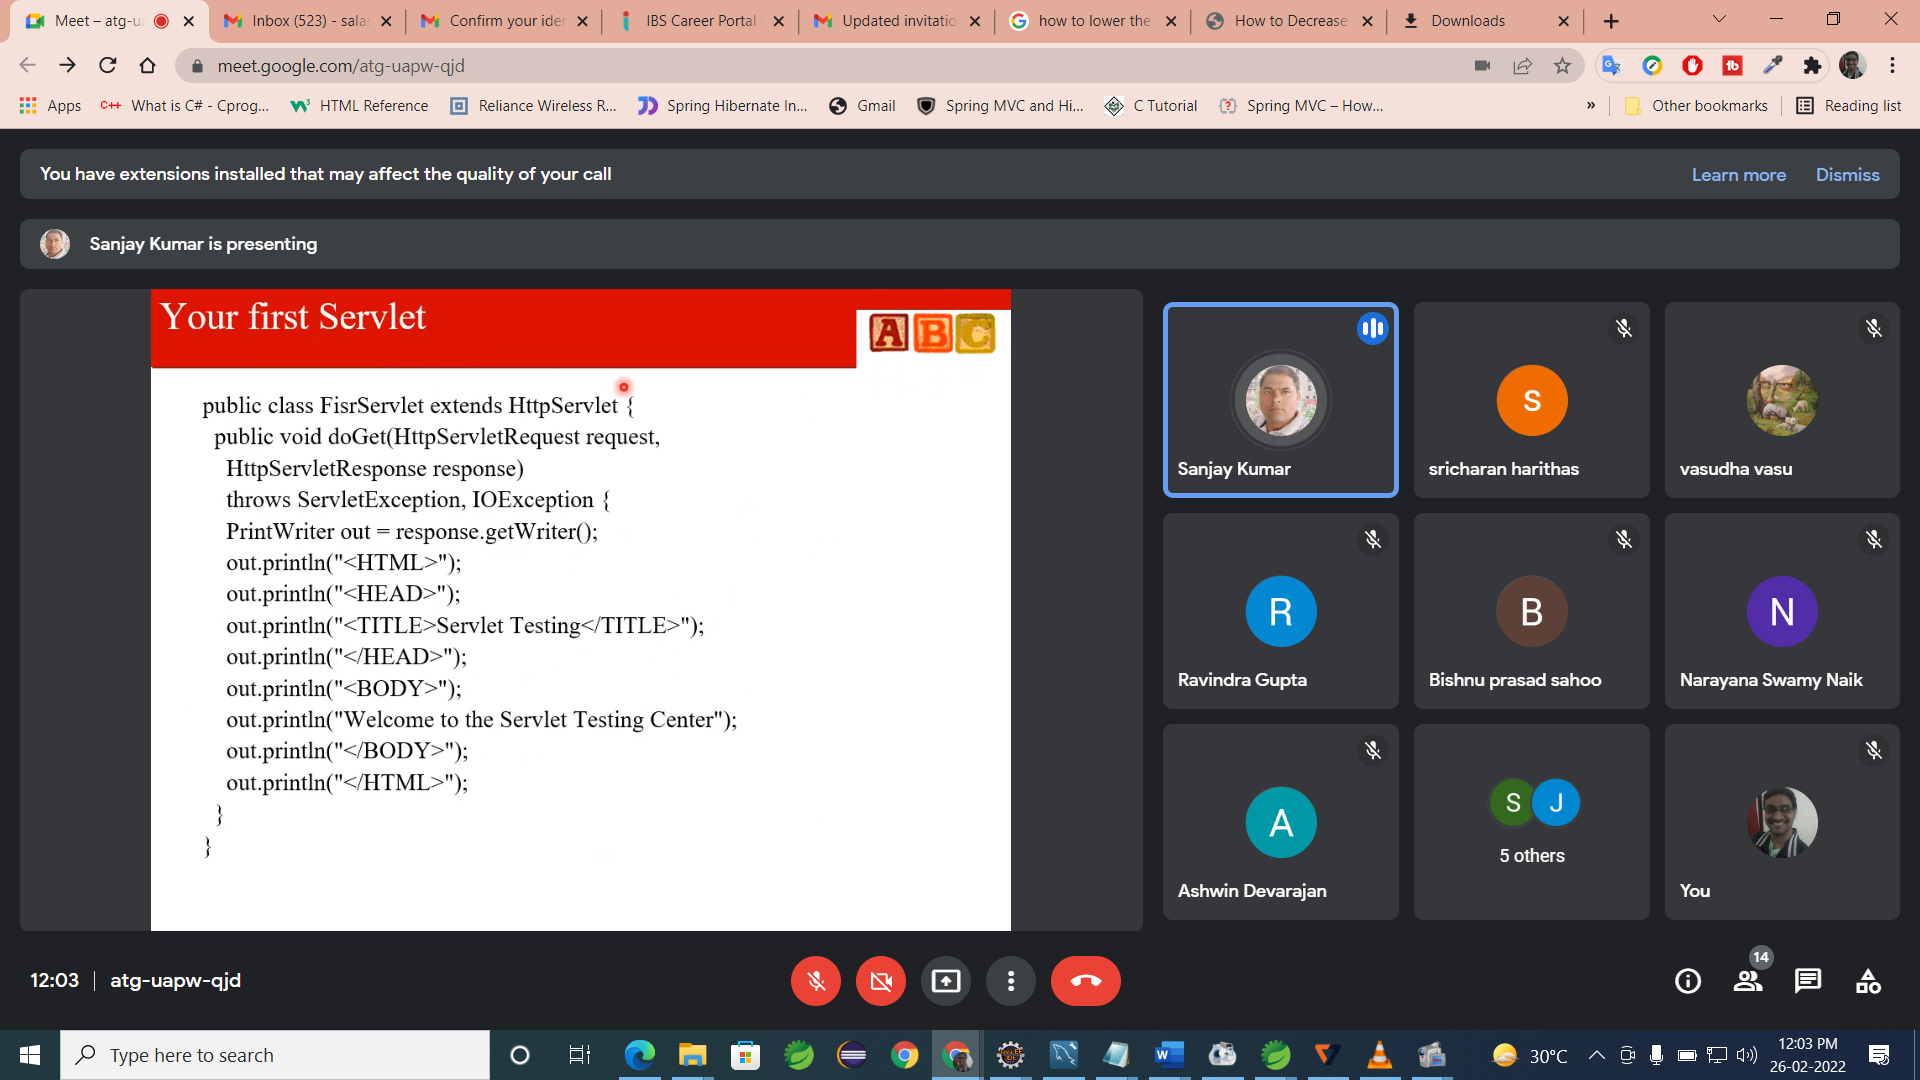 Meet – atg-ua
Inbox (523) - sala
Confirm your iden
IBS Career Portal
Updated invitatio
how to lower the
How to Decrease
Downloads
meet.google.com/atg-uapw-qjd
Apps
C++ What is C# - Cprog...
HTML Reference
Reliance Wireless R...
Spring Hibernate In...
Gmail
Spring MVC and Hi...
C Tutorial
Spring MVC – How...
»
Other bookmarks
Reading list
You have extensions installed that may affect the quality of your call
Learn more
Dismiss
Sanjay Kumar is presenting
Your first Servlet
A B C
public class FisrServlet extends HttpServlet {
public void doGet(HttpServletRequest request,
HttpServletResponse response)
throws ServletException, IOException {
PrintWriter out = response.getWriter();
out.println("<HTML>");
out.println("<HEAD>");
out.println("<TITLE>Servlet Testing</TITLE>");
out.println("</HEAD>");
out.println("<BODY>");
out.println("Welcome to the Servlet Testing Center");
out.println("</BODY>");
out.println("</HTML>");
}
}
Sanjay Kumar
S
sricharan harithas
vasudha vasu
R
Ravindra Gupta
B
Bishnu prasad sahoo
N
Narayana Swamy Naik
A
Ashwin Devarajan
S J
5 others
You
12:03 | atg-uapw-qjd
14
Type here to search
30°C
12:03 PM
26-02-2022